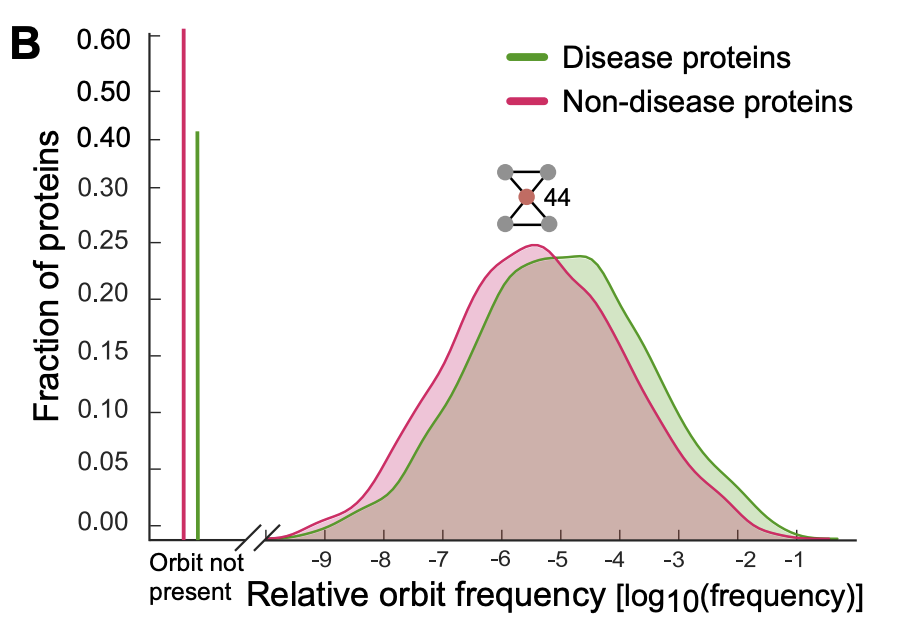 B
Disease proteins
Non-disease proteins
44
Fraction of proteins
0.60
0.50
0.40
0.30
0.25
0.20
0.15
0.10
0.05
0.00
Orbit not
present
-9 -8 -7 -6 -5 -4 -3 -2 -1
Relative orbit frequency [log10(frequency)]